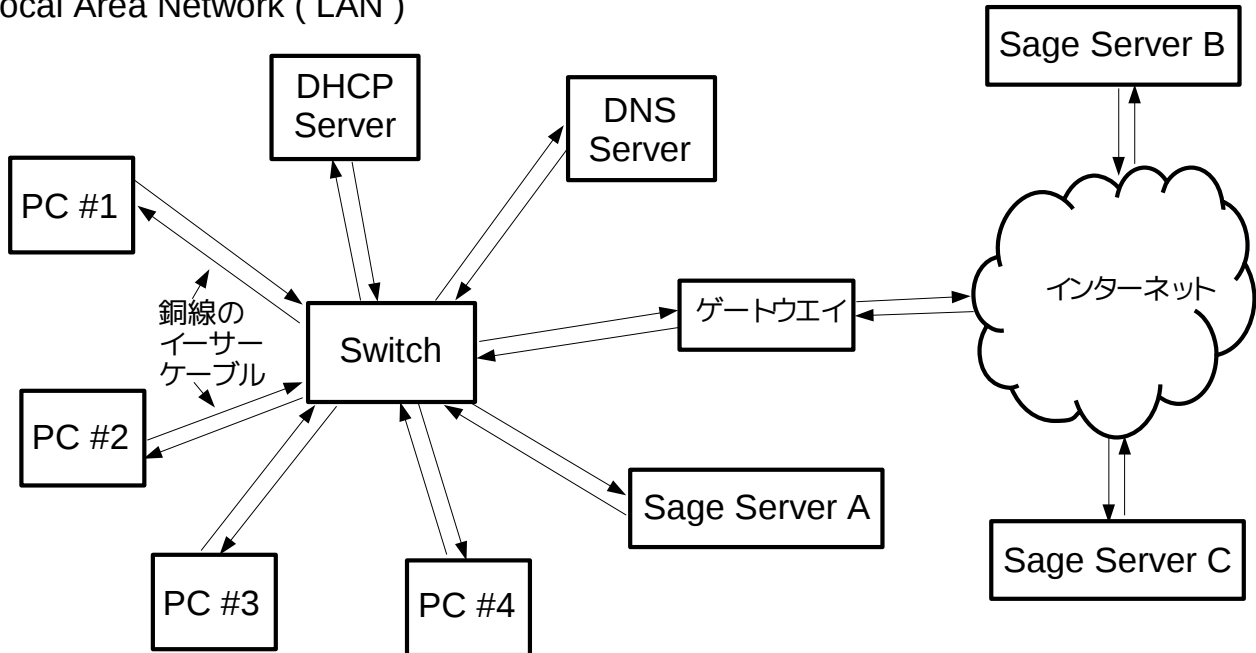 ocal Area Network ( LAN )
Sage Server B
DHCP
Server
DNS
Server
PC #1
インターネット
ゲートウエイ
銅線の
イーサー
ケーブル
Switch
PC #2
Sage Server A
Sage Server C
PC #3
PC #4